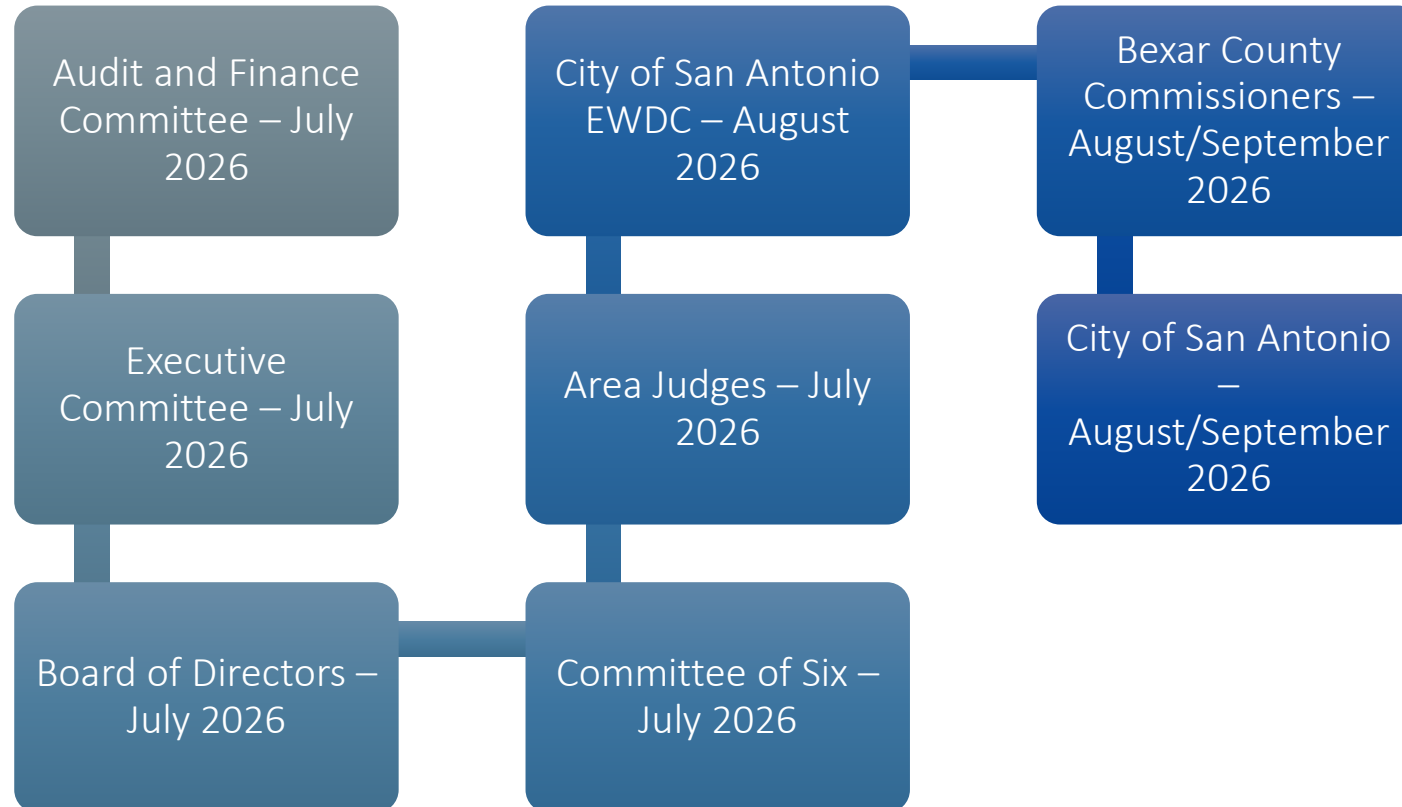 Audit and Finance
Committee – July
2026
Executive
Committee – July
2026
Board of Directors –
July 2026
Committee of Six –
July 2026
Area Judges – July
2026
City of San Antonio
EWDC – August
2026
Bexar County
Commissioners –
August/September
2026
City of San Antonio
–
August/September
2026